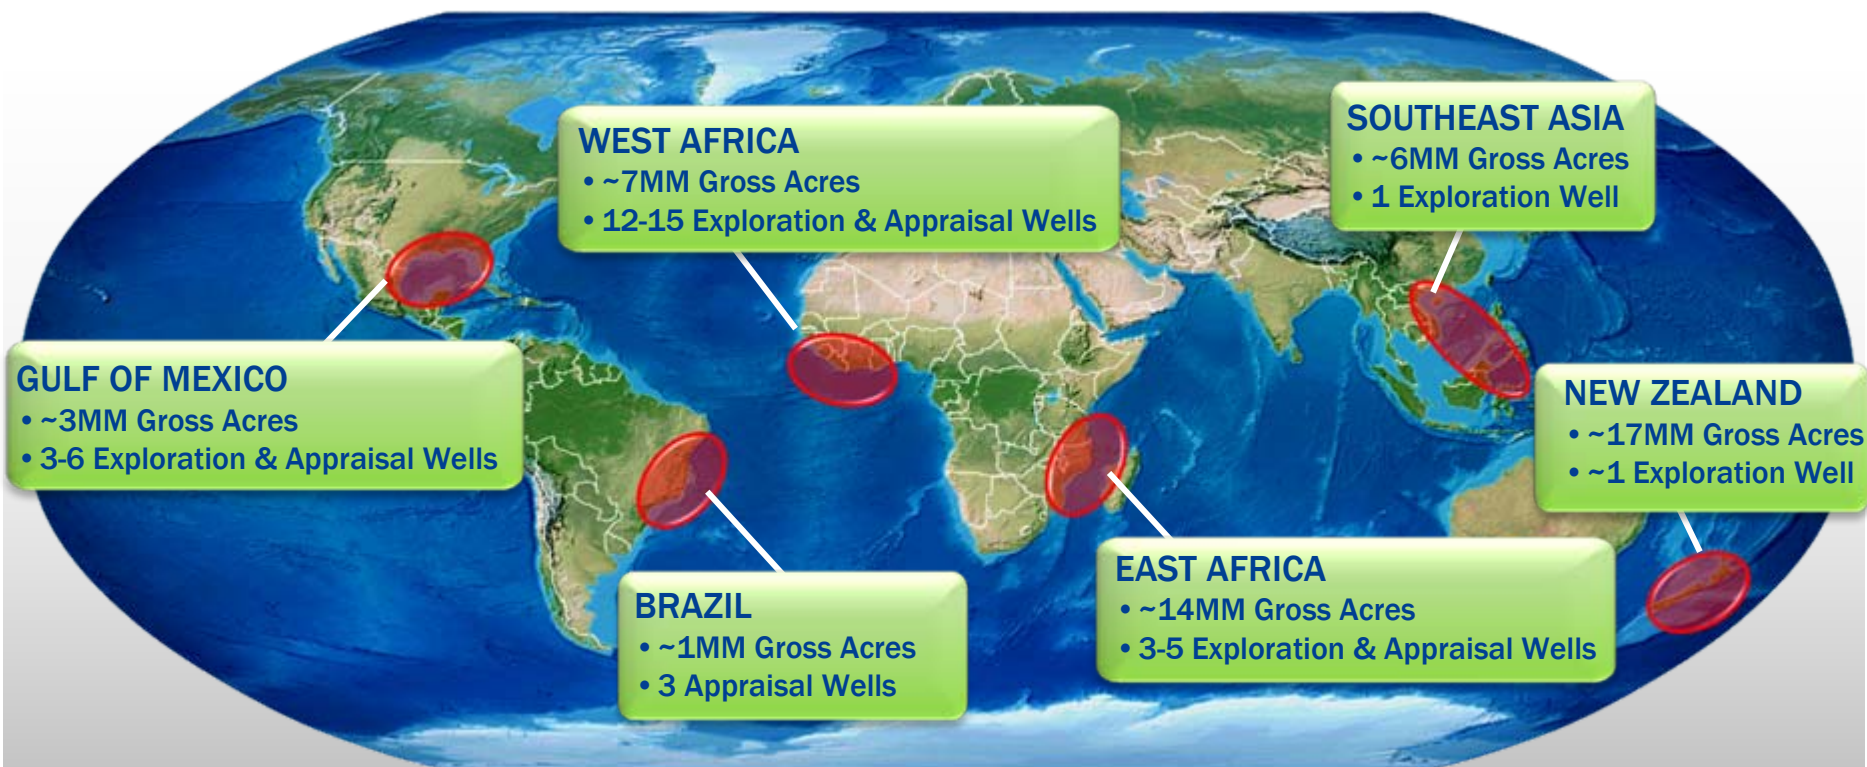 WEST AFRICA
• ~7MM Gross Acres
• 12-15 Exploration & Appraisal Wells
SOUTHEAST ASIA
• ~6MM Gross Acres
• 1 Exploration Well
GULF OF MEXICO
• ~3MM Gross Acres
• 3-6 Exploration & Appraisal Wells
NEW ZEALAND
• ~17MM Gross Acres
• ~1 Exploration Well
BRAZIL
• ~1MM Gross Acres
• 3 Appraisal Wells
EAST AFRICA
• ~14MM Gross Acres
• 3-5 Exploration & Appraisal Wells